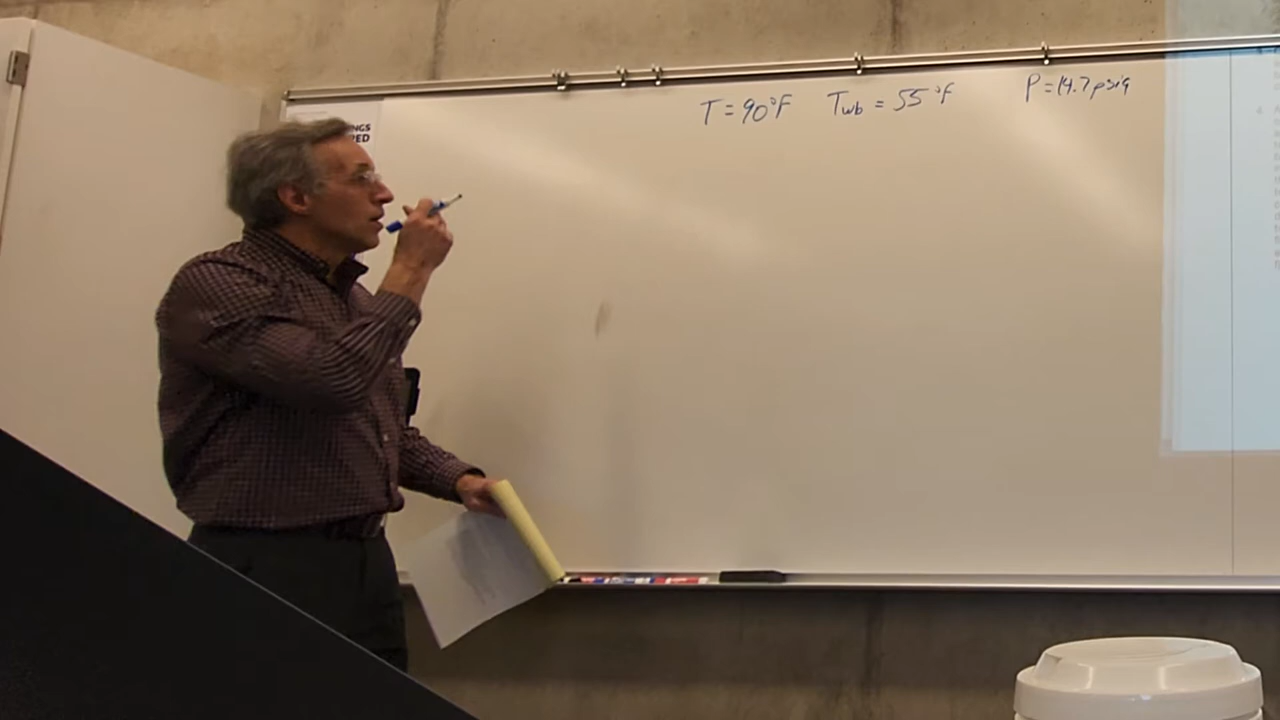 T = 90°F   Twb = 55°F   P = 14.7 psig